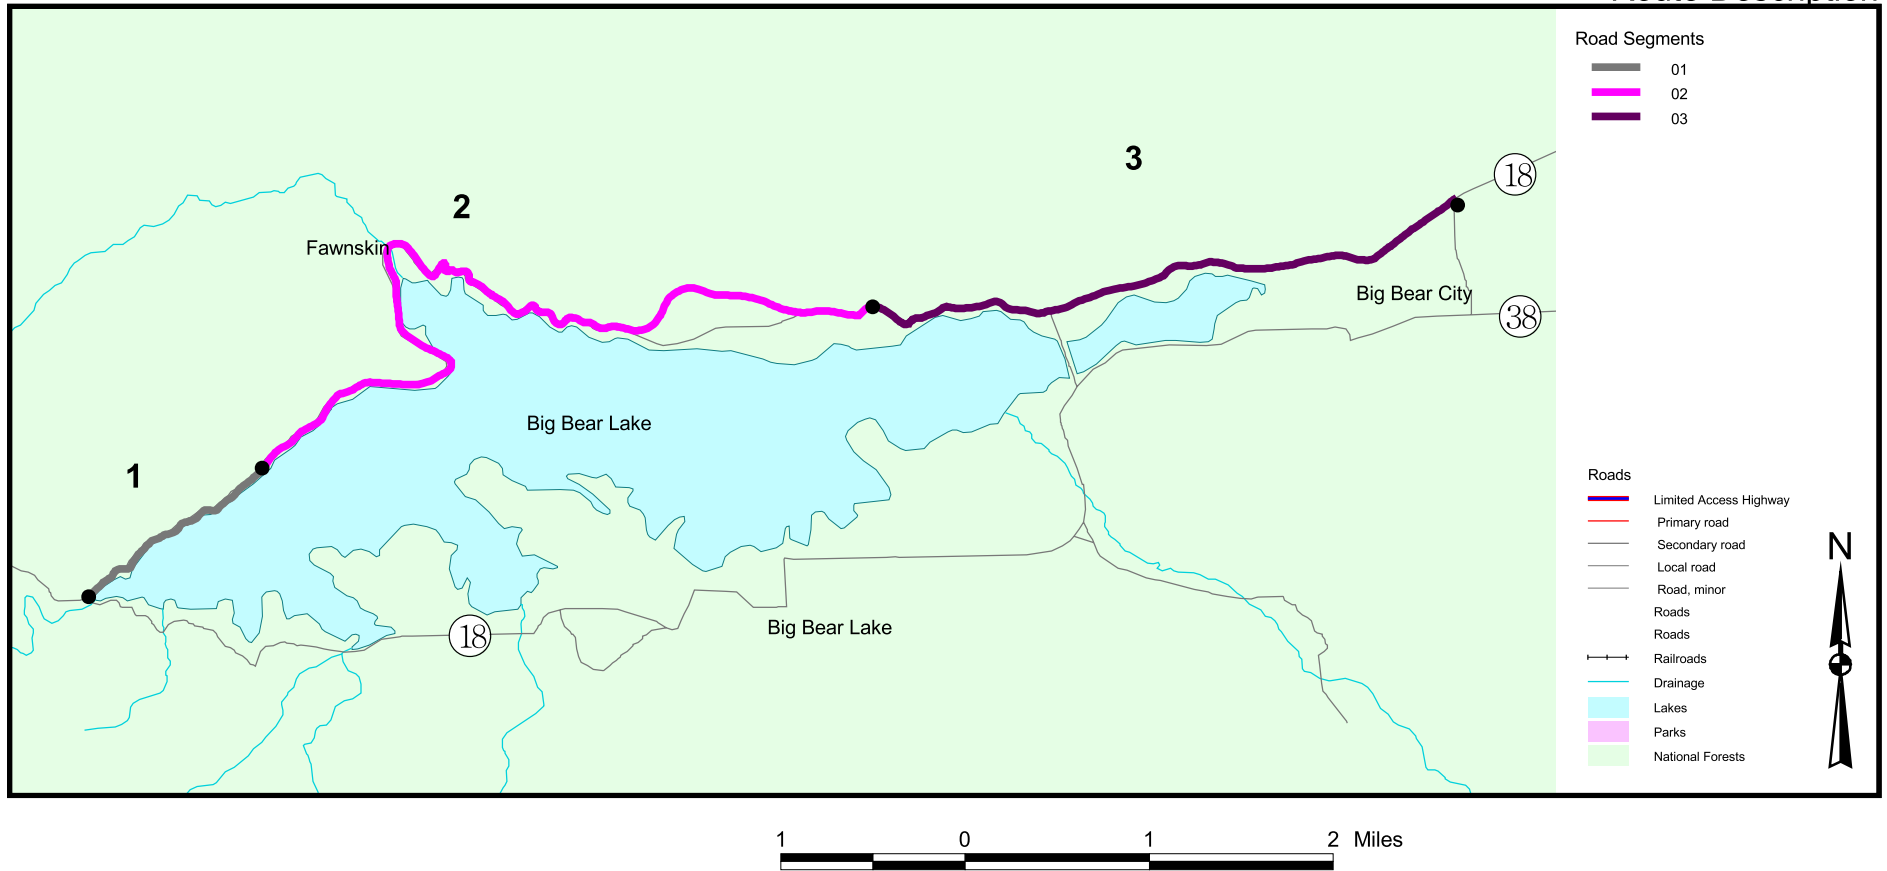 Route Description
Road Segments
01
02
03
3
18
2
Fawnskin
Big Bear City
38
Big Bear Lake
1
Roads
Limited Access Highway
Primary road
Secondary road
Local road
Road, minor
Roads
Roads
Railroads
Drainage
Lakes
Parks
National Forests
N
18
Big Bear Lake
1 0 1 2 Miles